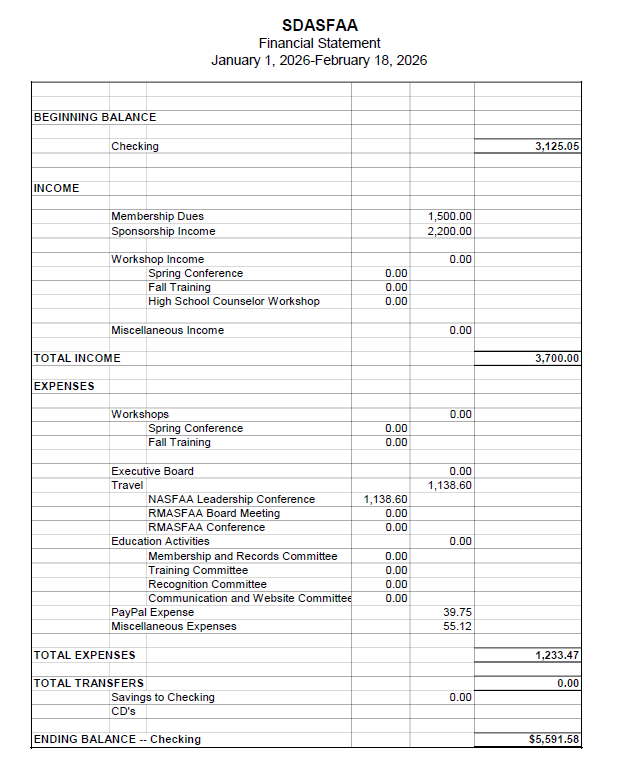 SDASFAA
Financial Statement
January 1, 2026-February 18, 2026
BEGINNING BALANCE
Checking 3,125.05
INCOME
Membership Dues 1,500.00
Sponsorship Income 2,200.00
Workshop Income 0.00
Spring Conference 0.00
Fall Training 0.00
High School Counselor Workshop 0.00
Miscellaneous Income 0.00
TOTAL INCOME 3,700.00
EXPENSES
Workshops 0.00
Spring Conference 0.00
Fall Training 0.00
Executive Board 0.00
Travel 1,138.60
NASFAA Leadership Conference 1,138.60
RMASFAA Board Meeting 0.00
RMASFAA Conference 0.00
Education Activities 0.00
Membership and Records Committee 0.00
Training Committee 0.00
Recognition Committee 0.00
Communication and Website Committee 0.00
PayPal Expense 39.75
Miscellaneous Expenses 55.12
TOTAL EXPENSES 1,233.47
TOTAL TRANSFERS 0.00
Savings to Checking 0.00
CD's
ENDING BALANCE -- Checking $5,591.58